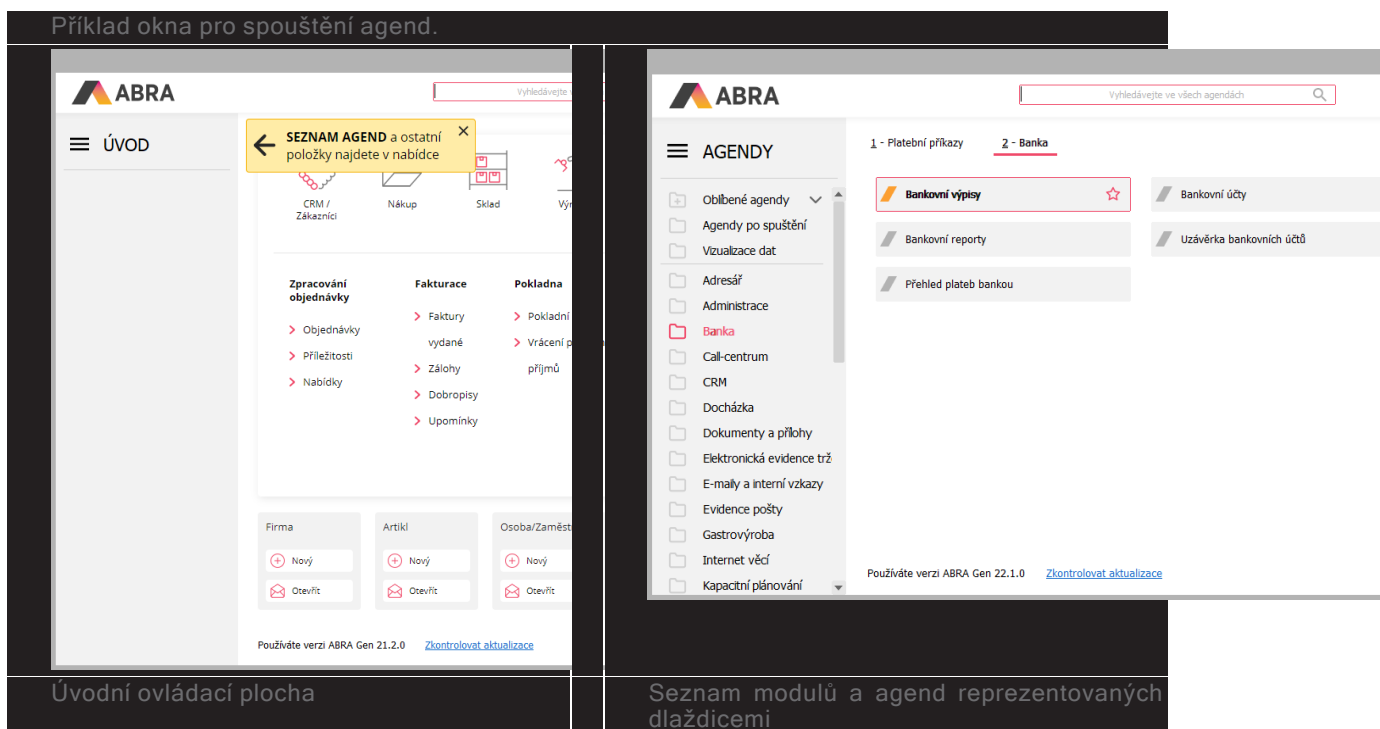 Příklad okna pro spouštění agend.
ABRA
Vyhledávejte
ÚVOD
SEZNAM AGEND a ostatní
položky najdete v nabídce
CRM /
Zákazníci
Nákup
Sklad
Zpracování
objednávky
Objednávky
Příležitosti
Nabídky
Fakturace
Faktury
vydané
Zálohy
Dobropisy
Upomínky
Pokladna
Pokladní
Vrácení
příjmů
Firma
Nový
Otevřít
Artikl
Nový
Otevřít
Osoba/Zaměst
Nový
Otevřít
Používáte verzi ABRA Gen 21.2.0 Zkontrolovat aktualizace
Úvodní ovládací plocha
ABRA
Vyhledávejte ve všech agendách
AGENDY
Oblíbené agendy
Agendy po spuštění
Vizualizace dat
Adresář
Administrace
Banka
Call-centrum
CRM
Docházka
Dokumenty a přílohy
Elektronická evidence trž
E-maily a interní vzkazy
Evidence pošty
Gastrovýroba
Internet věcí
Kapacitní plánování
1 - Platební příkazy 2 - Banka
Bankovní výpisy
Bankovní účty
Bankovní reporty
Uzávěrka bankovních účtů
Přehled plateb bankou
Používáte verzi ABRA Gen 22.1.0 Zkontrolovat aktualizace
Seznam modulů a agend reprezentovaných
dlaždicemi